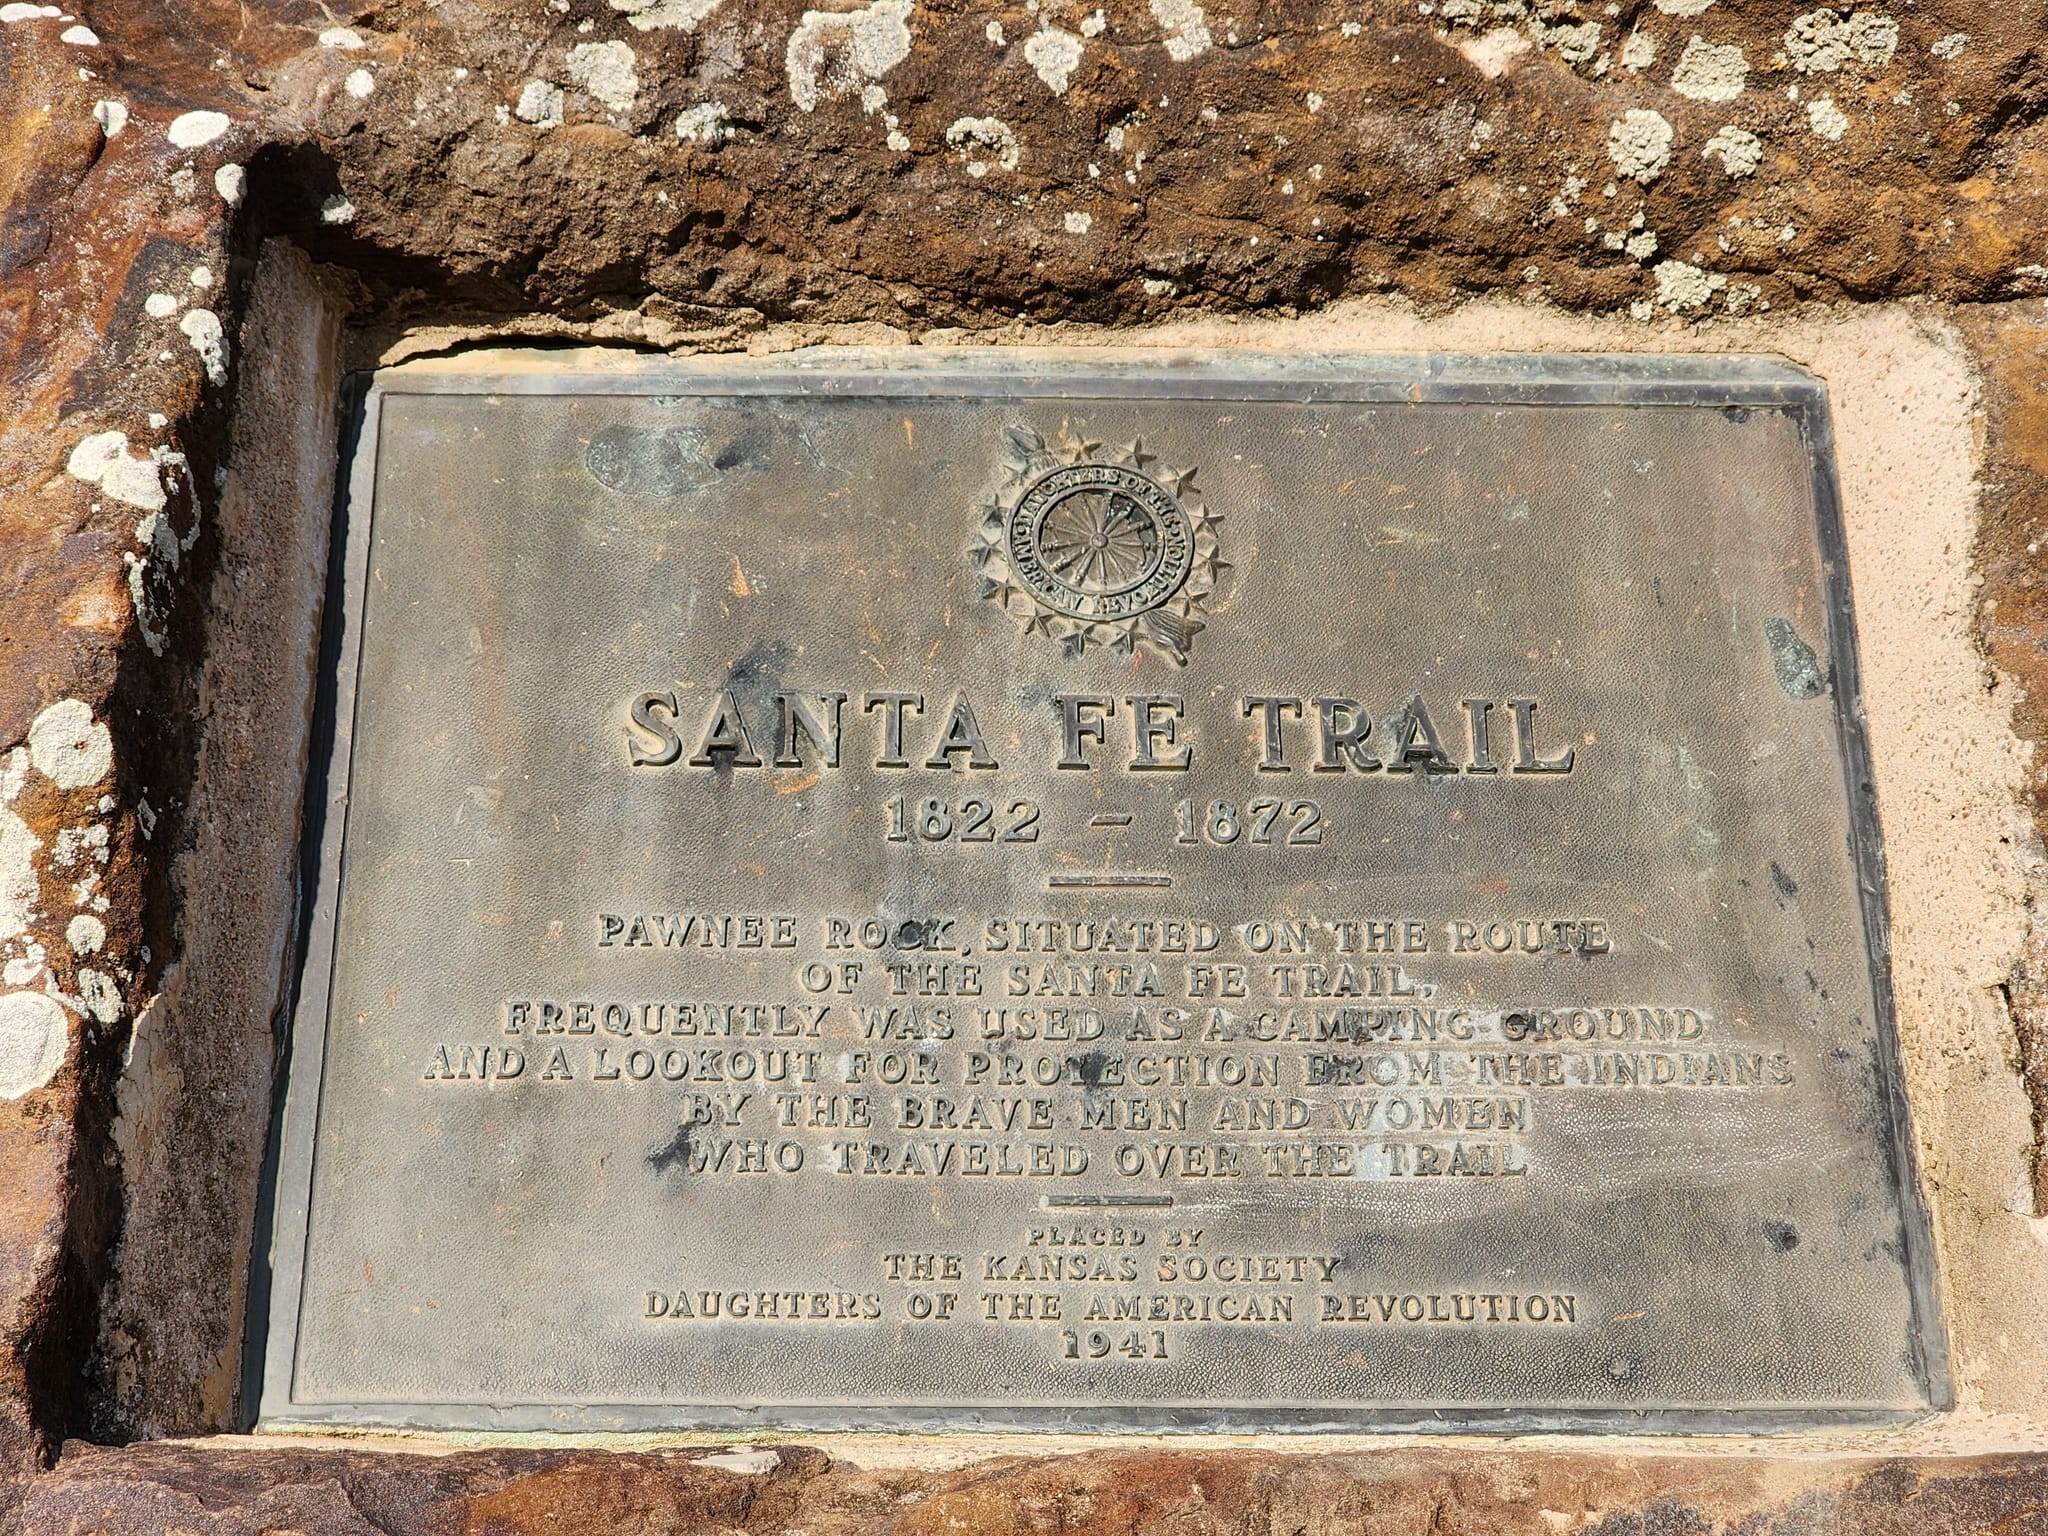 DAUGHTERS OF THE AMERICAN REVOLUTION
SANTA FE TRAIL
1822 - 1872
PAWNEE ROCK, SITUATED ON THE ROUTE
OF THE SANTA FE TRAIL,
FREQUENTLY WAS USED AS A CAMPING GROUND
AND A LOOKOUT FOR PROTECTION FROM THE INDIANS
BY THE BRAVE MEN AND WOMEN
WHO TRAVELED OVER THE TRAIL
PLACED BY
THE KANSAS SOCIETY
DAUGHTERS OF THE AMERICAN REVOLUTION
1941